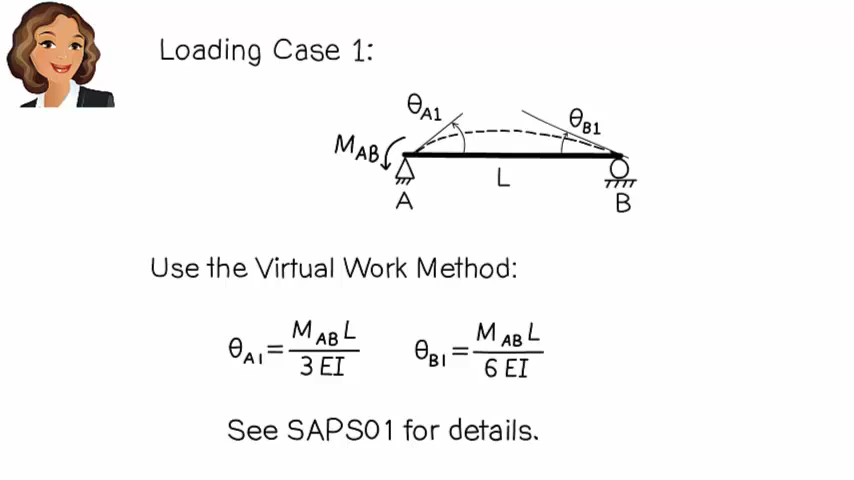 Loading Case 1:
θA1 θB1
MAB
L
A B
Use the Virtual Work Method:
θA1 = MAB L / 3 EI θB1 = MAB L / 6 EI
See SAPS01 for details.